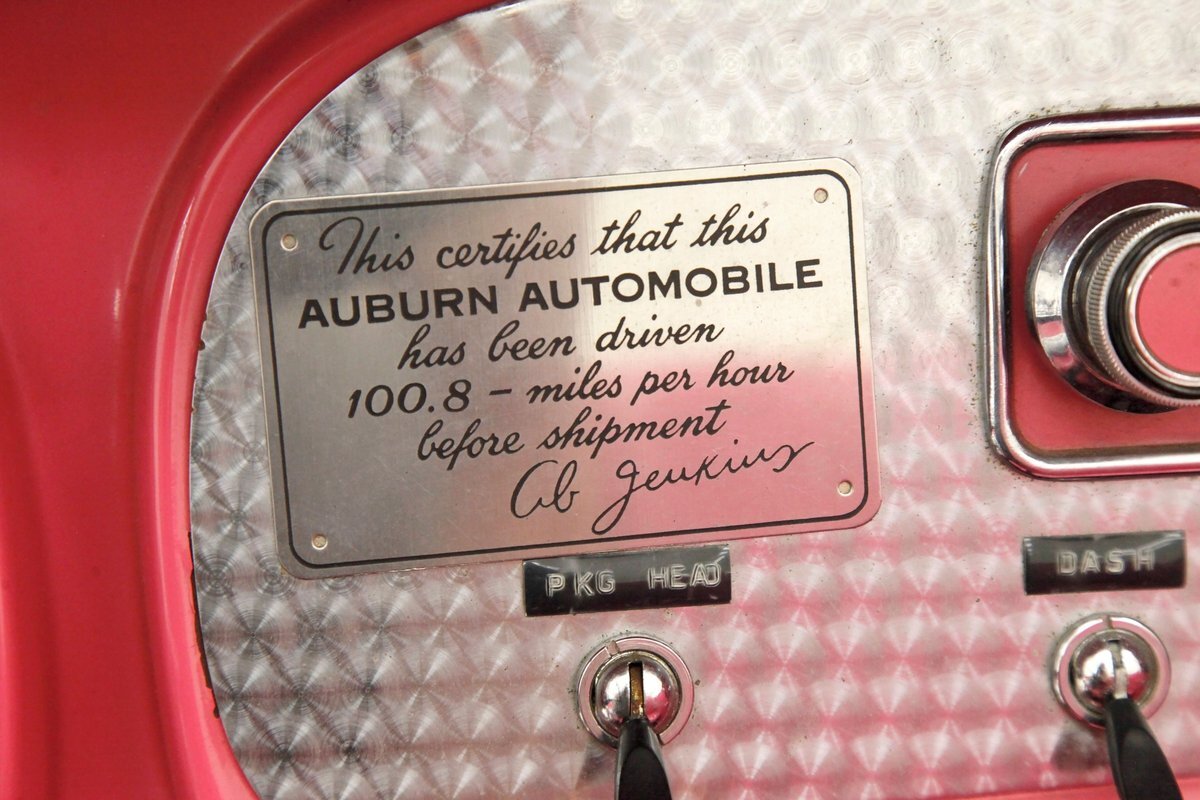 This certifies that this
AUBURN AUTOMOBILE
has been driven
100.8 - miles per hour
before shipment
Ab Jenkins
PKG HEAD
DASH